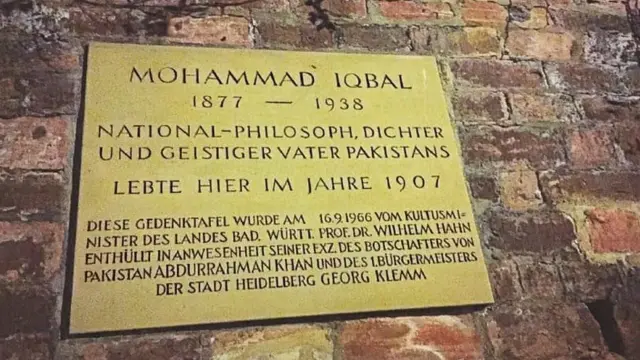 MOHAMMAD IQBAL
1877 — 1938
NATIONAL-PHILOSOPH, DICHTER
UND GEISTIGER VATER PAKISTANS
LEBTE HIER IM JAHRE 1907
DIESE GEDENKTAFEL WURDE AM 16.9.1966 VOM KULTUSMI-
NISTER DES LANDES BAD. WÜRTT. PROF. DR. WILHELM HAHN
ENTHÜLLT IN ANWESENHEIT SEINER EXZ. DES BOTSCHAFTERS VON
PAKISTAN ABDURRAHMAN KHAN UND DES 1. BÜRGERMEISTERS
DER STADT HEIDELBERG GEORG KLEMM